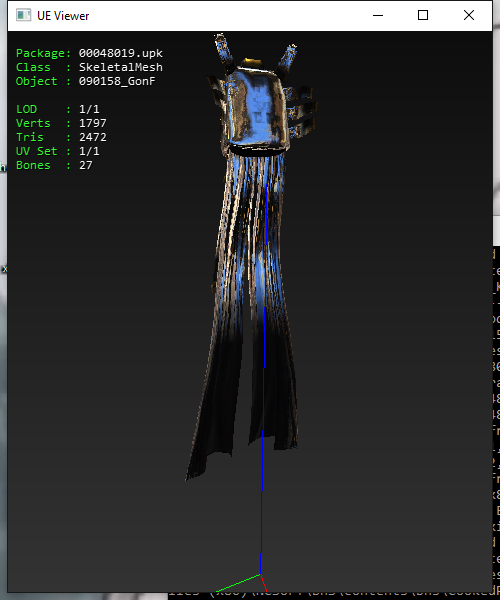 UE Viewer
Package: 00048019.upk
Class : SkeletalMesh
Object : 090158_GonF
LOD : 1/1
Verts : 1797
Tris : 2472
UV Set : 1/1
Bones : 27